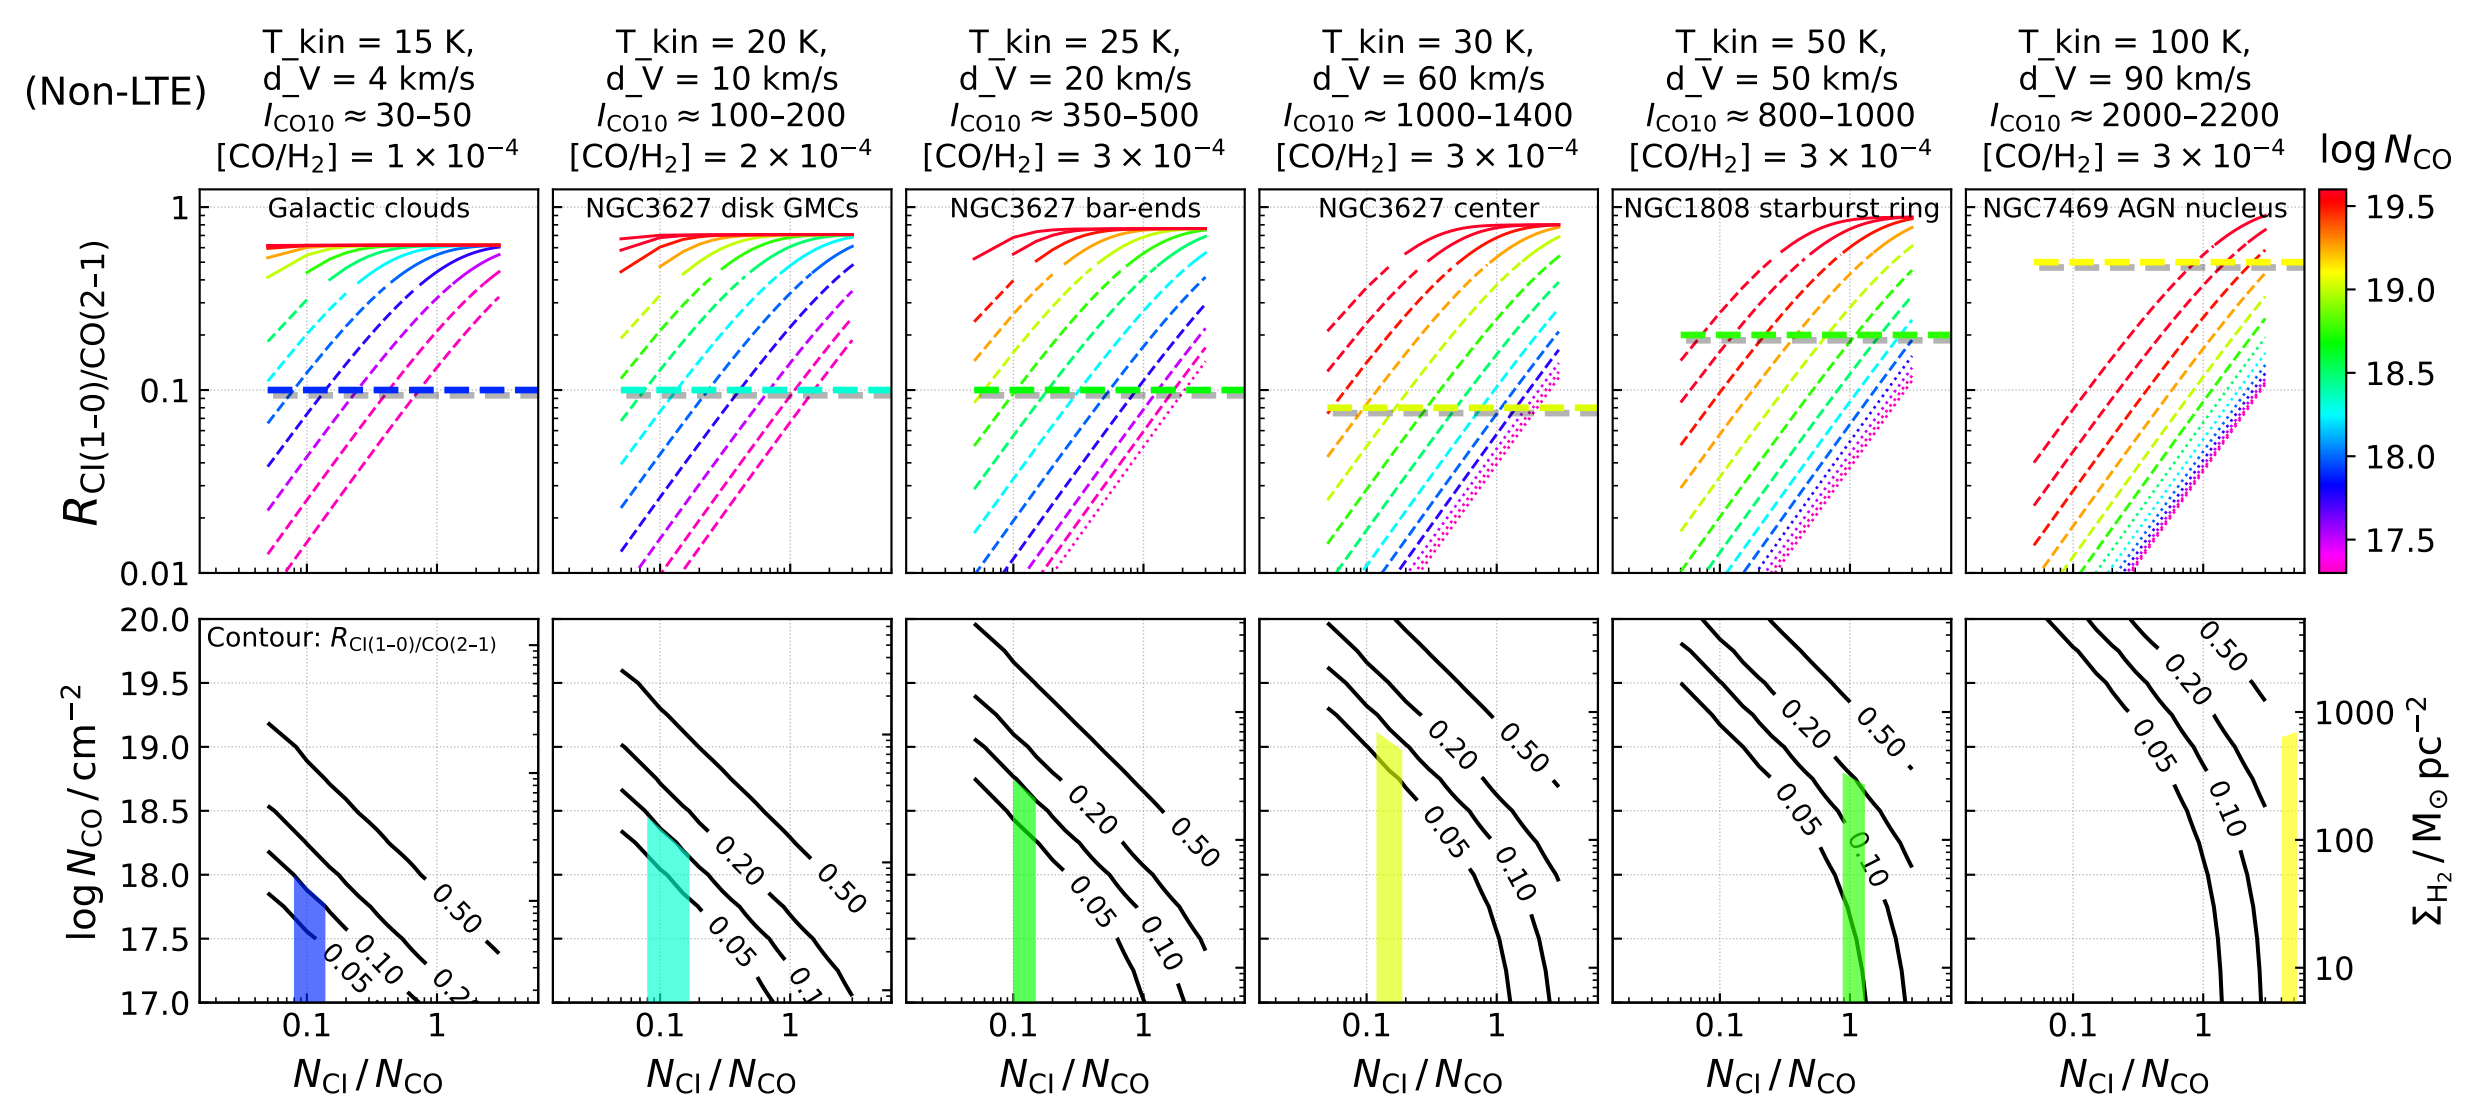 (Non-LTE)
T_kin = 15 K,
d_V = 4 km/s
I_CO10 ≈ 30–50
[CO/H₂] = 1 × 10⁻⁴
T_kin = 20 K,
d_V = 10 km/s
I_CO10 ≈ 100–200
[CO/H₂] = 2 × 10⁻⁴
T_kin = 25 K,
d_V = 20 km/s
I_CO10 ≈ 350–500
[CO/H₂] = 3 × 10⁻⁴
T_kin = 30 K,
d_V = 60 km/s
I_CO10 ≈ 1000–1400
[CO/H₂] = 3 × 10⁻⁴
T_kin = 50 K,
d_V = 50 km/s
I_CO10 ≈ 800–1000
[CO/H₂] = 3 × 10⁻⁴
T_kin = 100 K,
d_V = 90 km/s
I_CO10 ≈ 2000–2200
[CO/H₂] = 3 × 10⁻⁴
log N_CO
R_CI(1–0)/CO(2–1)
1
0.1
0.01
Galactic clouds
NGC3627 disk GMCs
NGC3627 bar-ends
NGC3627 center
NGC1808 starburst ring
NGC7469 AGN nucleus
19.5
19.0
18.5
18.0
17.5
log N_CO / cm⁻²
20.0
19.5
19.0
18.5
18.0
17.5
17.0
Contour: R_CI(1–0)/CO(2–1)
0.50
0.2
0.10
0.05
0.50
0.20
0.1
0.05
0.50
0.20
0.10
0.05
0.50
0.20
0.10
0.05
0.50
0.20
0.10
0.05
0.50
0.20
0.10
0.05
1000
100
10
Σ_H₂ / M⊙ pc⁻²
0.1 1
0.1 1
0.1 1
0.1 1
0.1 1
0.1 1
N_CI / N_CO
N_CI / N_CO
N_CI / N_CO
N_CI / N_CO
N_CI / N_CO
N_CI / N_CO